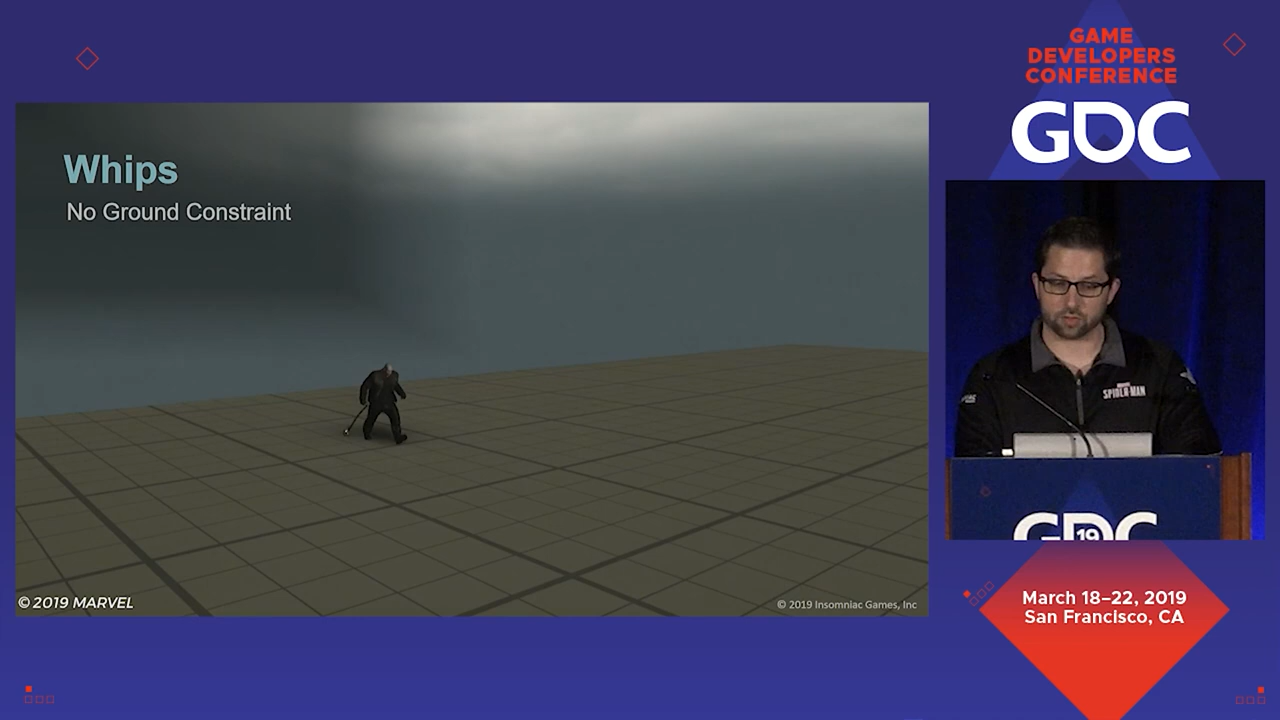 Whips
No Ground Constraint
© 2019 MARVEL
© 2019 Insomniac Games, Inc
GAME
DEVELOPERS
CONFERENCE
GDC
SPIDER-MAN
GDC
19
March 18–22, 2019
San Francisco, CA